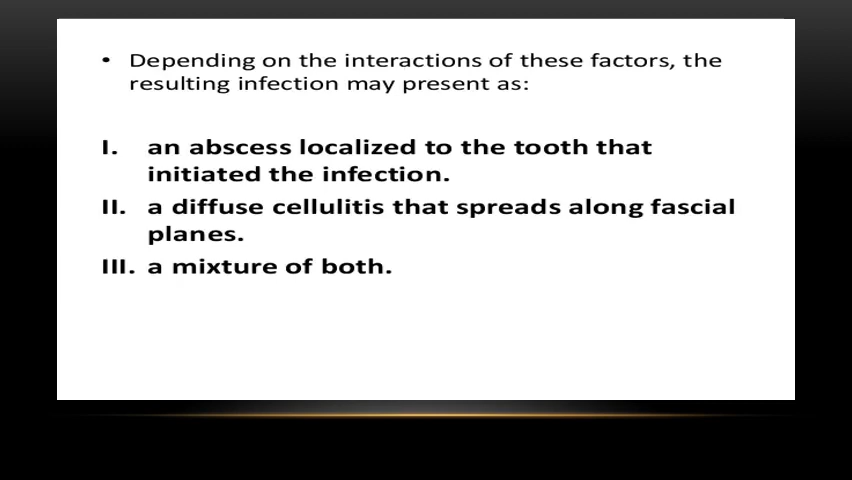 • Depending on the interactions of these factors, the
resulting infection may present as:
I. an abscess localized to the tooth that
initiated the infection.
II. a diffuse cellulitis that spreads along fascial
planes.
III. a mixture of both.